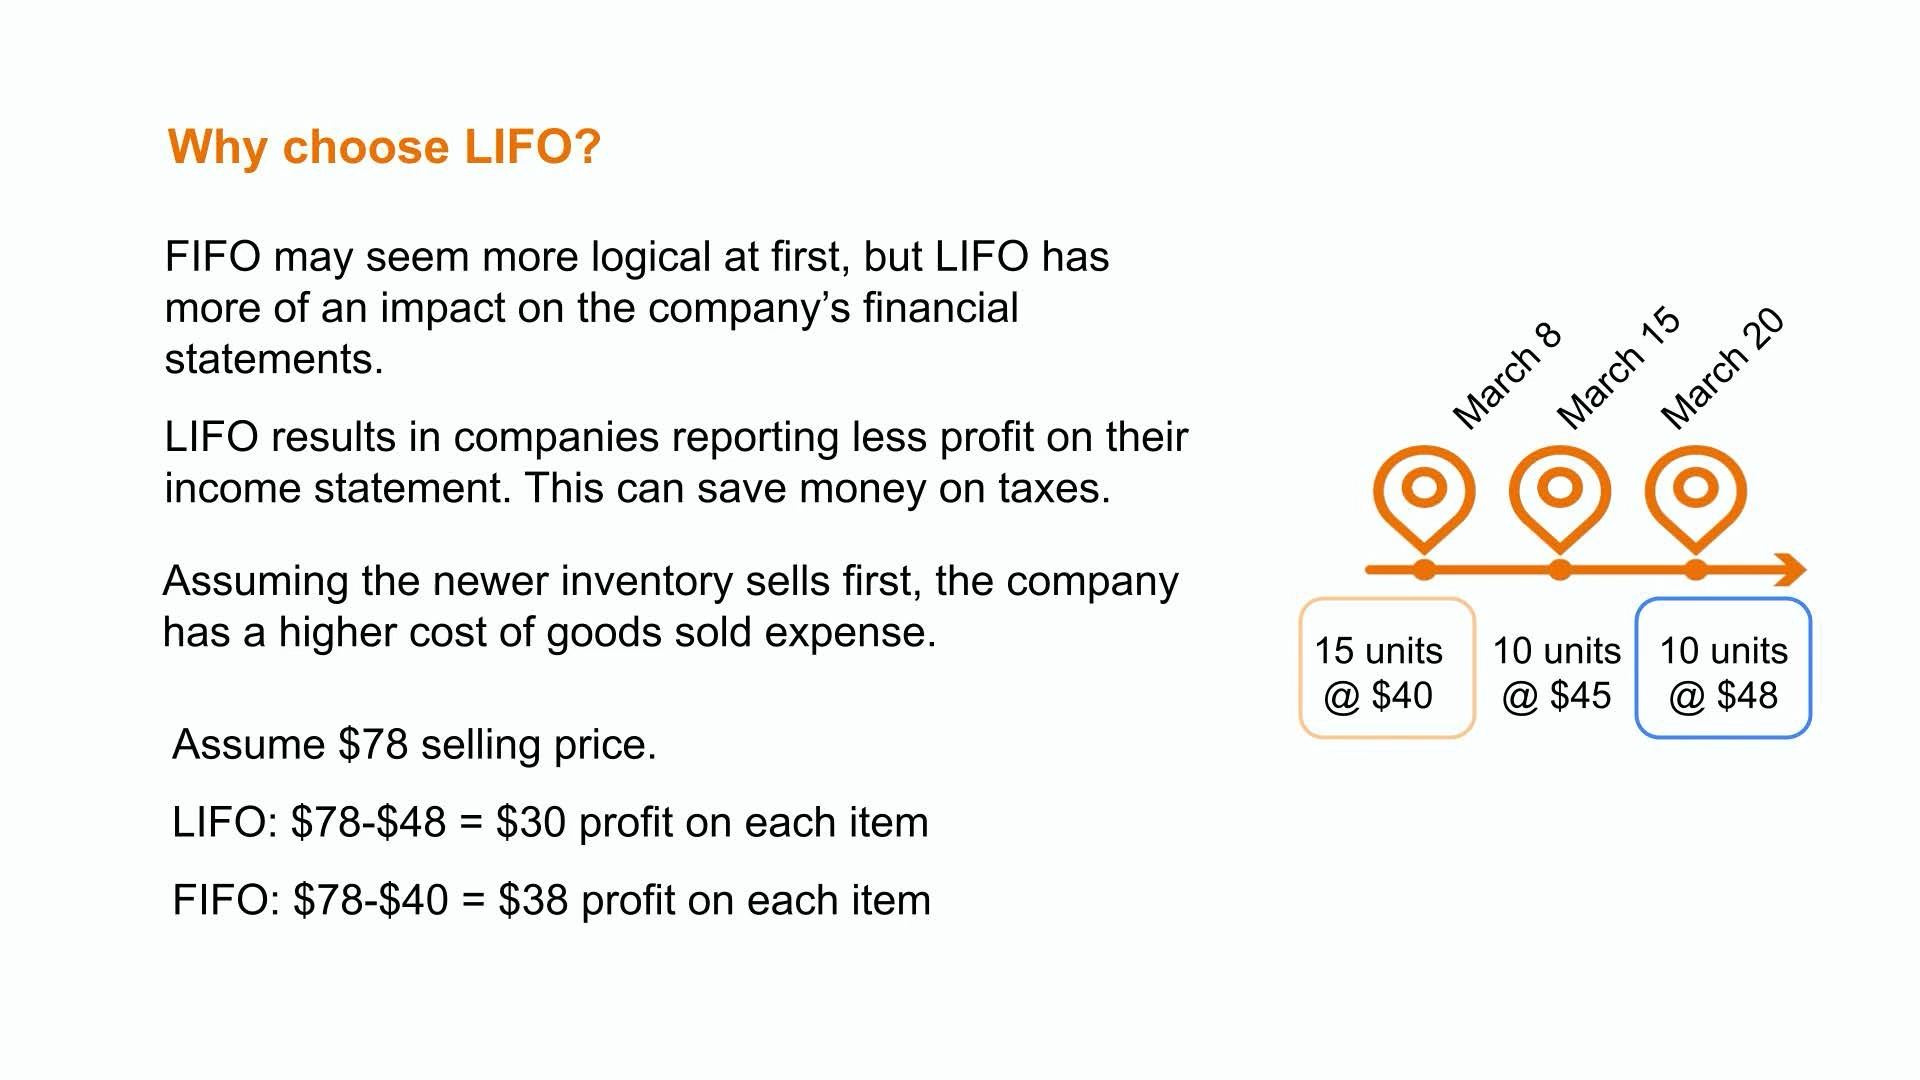 Why choose LIFO?
FIFO may seem more logical at first, but LIFO has
more of an impact on the company’s financial
statements.
LIFO results in companies reporting less profit on their
income statement. This can save money on taxes.
Assuming the newer inventory sells first, the company
has a higher cost of goods sold expense.
Assume $78 selling price.
LIFO: $78-$48 = $30 profit on each item
FIFO: $78-$40 = $38 profit on each item
March 8
March 15
March 20
15 units
@ $40
10 units
@ $45
10 units
@ $48